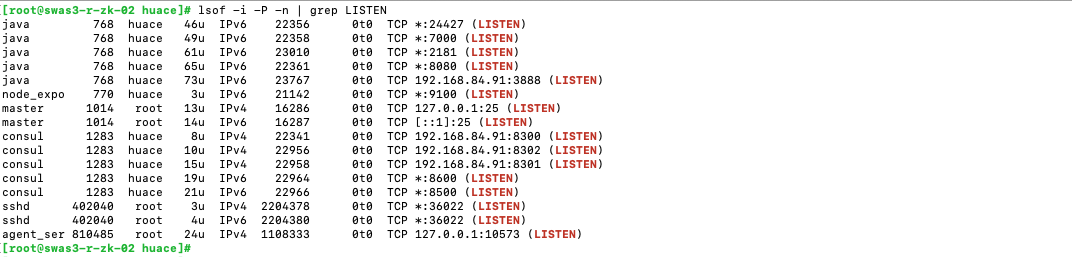 [[root@swas3-r-zk-02 huace]# lsof -i -P -n | grep LISTEN
java 768 huace 46u IPv6 22356 0t0 TCP *:24427 (LISTEN)
java 768 huace 49u IPv6 22358 0t0 TCP *:7000 (LISTEN)
java 768 huace 61u IPv6 23010 0t0 TCP *:2181 (LISTEN)
java 768 huace 65u IPv6 22361 0t0 TCP *:8080 (LISTEN)
java 768 huace 73u IPv6 23767 0t0 TCP 192.168.84.91:3888 (LISTEN)
node_expo 770 huace 3u IPv6 21142 0t0 TCP *:9100 (LISTEN)
master 1014 root 13u IPv4 16286 0t0 TCP 127.0.0.1:25 (LISTEN)
master 1014 root 14u IPv6 16287 0t0 TCP [::1]:25 (LISTEN)
consul 1283 huace 8u IPv4 22341 0t0 TCP 192.168.84.91:8300 (LISTEN)
consul 1283 huace 10u IPv4 22956 0t0 TCP 192.168.84.91:8302 (LISTEN)
consul 1283 huace 15u IPv4 22958 0t0 TCP 192.168.84.91:8301 (LISTEN)
consul 1283 huace 19u IPv6 22964 0t0 TCP *:8600 (LISTEN)
consul 1283 huace 21u IPv6 22966 0t0 TCP *:8500 (LISTEN)
sshd 402040 root 3u IPv4 2204378 0t0 TCP *:36022 (LISTEN)
sshd 402040 root 4u IPv6 2204380 0t0 TCP *:36022 (LISTEN)
agent_ser 810485 root 24u IPv4 1108333 0t0 TCP 127.0.0.1:10573 (LISTEN)
[[root@swas3-r-zk-02 huace]#